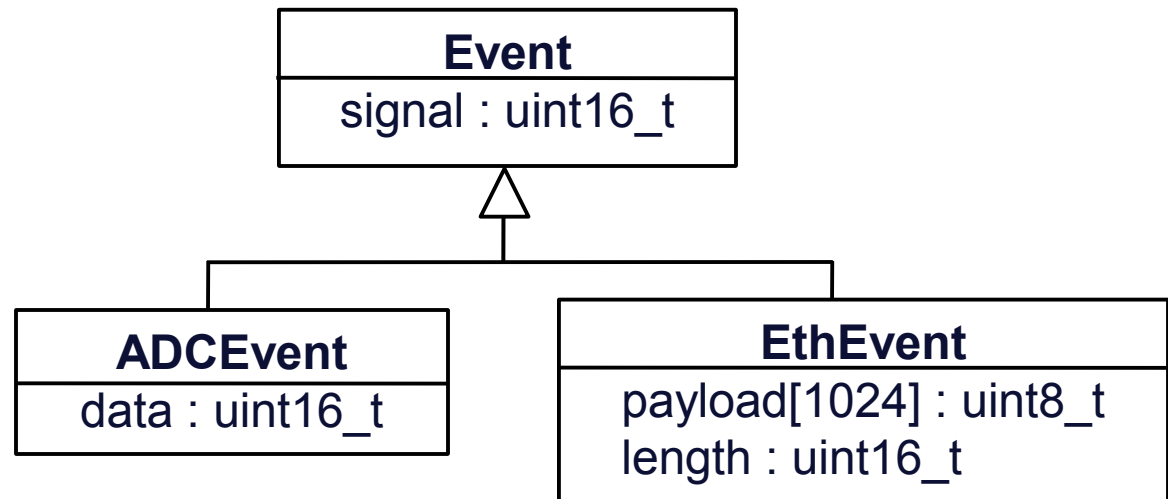 Event
signal : uint16_t
ADCEvent
data : uint16_t
EthEvent
payload[1024] : uint8_t
length : uint16_t